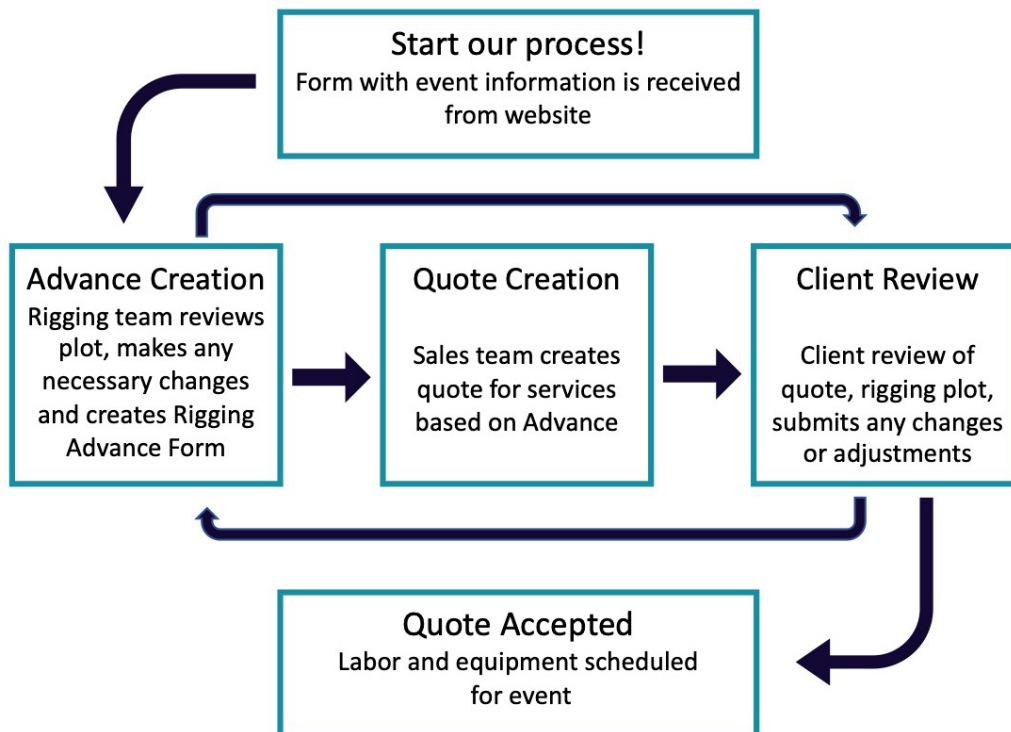 Start our process!
Form with event information is received
from website
Advance Creation
Rigging team reviews
plot, makes any
necessary changes
and creates Rigging
Advance Form
Quote Creation
Sales team creates
quote for services
based on Advance
Client Review
Client review of
quote, rigging plot,
submits any changes
or adjustments
Quote Accepted
Labor and equipment scheduled
for event